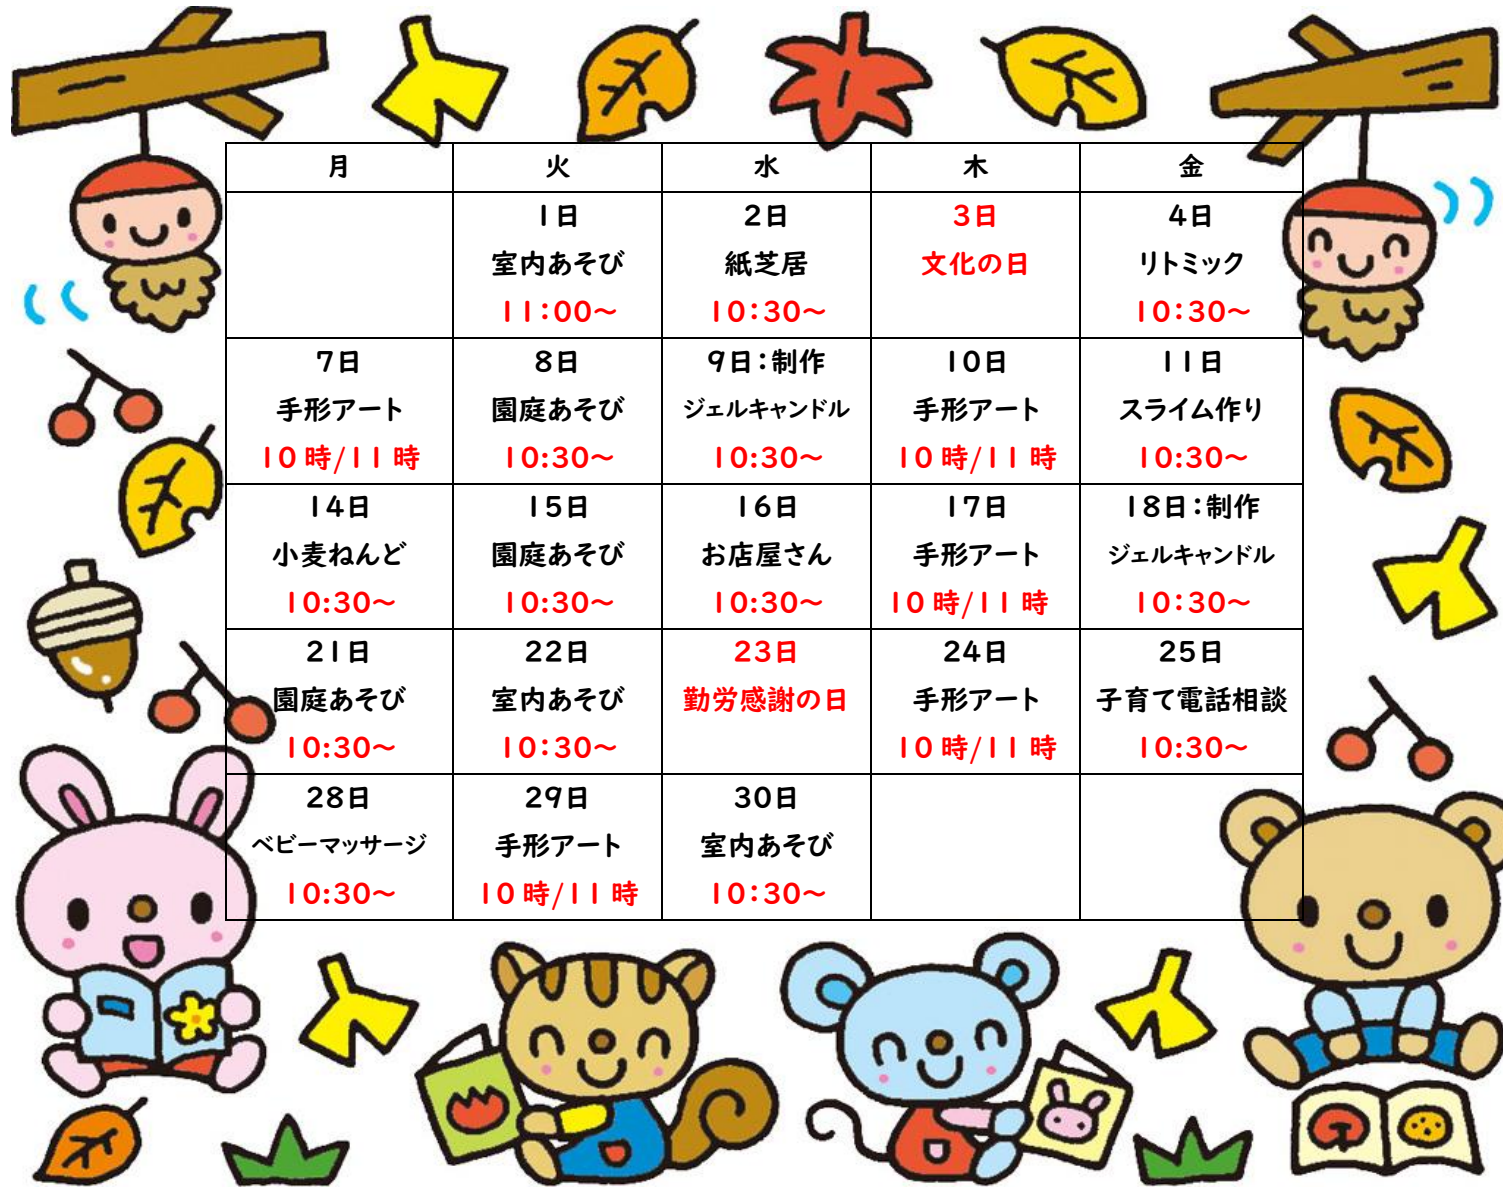 月 火 水 木 金
1日 2日 3日 4日
室内あそび 紙芝居 文化の日 リトミック
11:00~ 10:30~ 10:30~
7日 8日 9日:制作 10日 11日
手形アート 園庭あそび ジェルキャンドル 手形アート スライム作り
10時/11時 10:30~ 10:30~ 10時/11時 10:30~
14日 15日 16日 17日 18日:制作
小麦ねんど 園庭あそび お店屋さん 手形アート ジェルキャンドル
10:30~ 10:30~ 10:30~ 10時/11時 10:30~
21日 22日 23日 24日 25日
園庭あそび 室内あそび 勤労感謝の日 手形アート 子育て電話相談
10:30~ 10:30~ 10時/11時 10:30~
28日 29日 30日
ベビーマッサージ 手形アート 室内あそび
10:30~ 10時/11時 10:30~